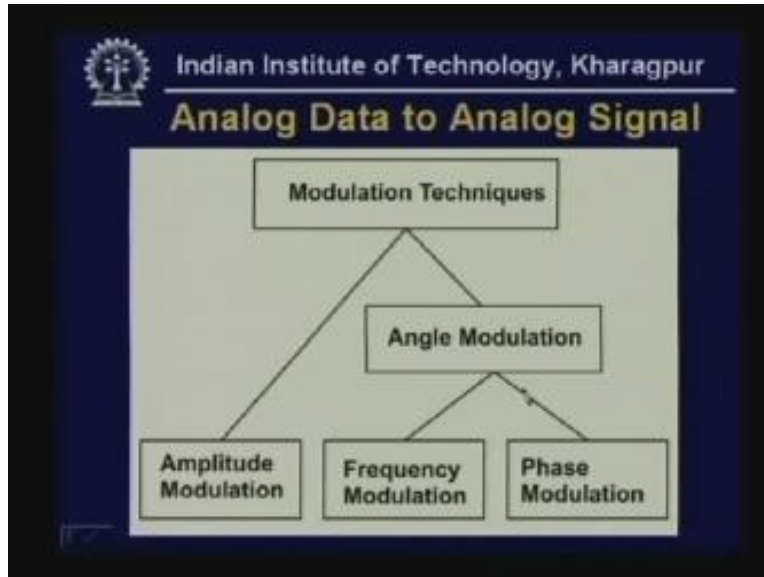 Indian Institute of Technology, Kharagpur
Analog Data to Analog Signal
Modulation Techniques
Angle Modulation
Amplitude
Modulation
Frequency
Modulation
Phase
Modulation